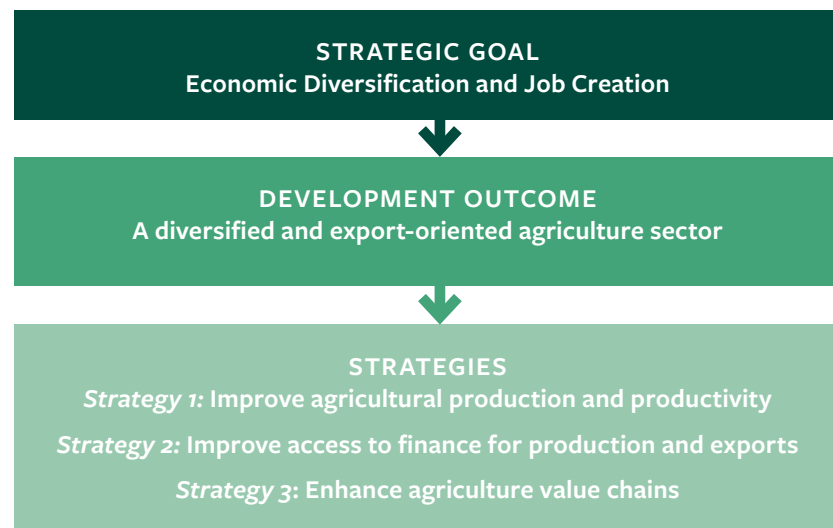 STRATEGIC GOAL
Economic Diversification and Job Creation
DEVELOPMENT OUTCOME
A diversified and export-oriented agriculture sector
STRATEGIES
Strategy 1: Improve agricultural production and productivity
Strategy 2: Improve access to finance for production and exports
Strategy 3: Enhance agriculture value chains